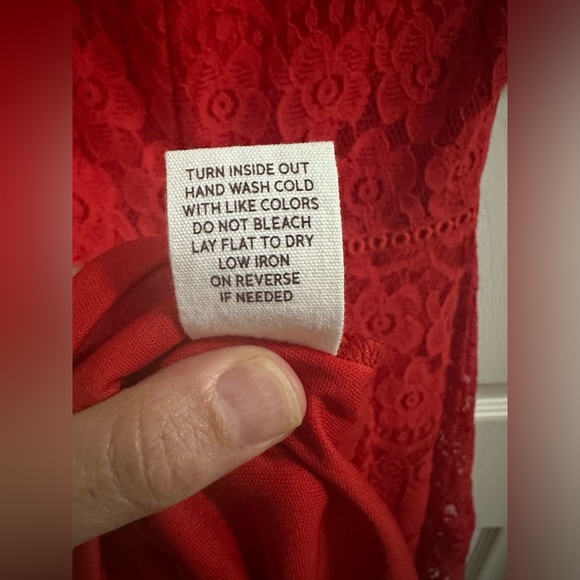 TURN INSIDE OUT
HAND WASH COLD
WITH LIKE COLORS
DO NOT BLEACH
LAY FLAT TO DRY
LOW IRON
ON REVERSE
IF NEEDED